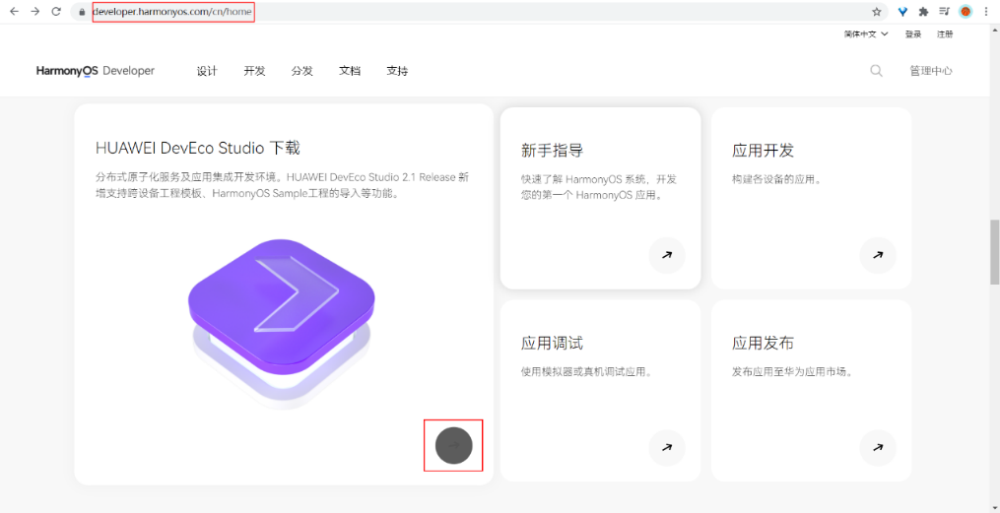 developer.harmonyos.com/cn/home
简体中文 登录 注册
HarmonyOS Developer 设计 开发 分发 文档 支持 管理中心
HUAWEI DevEco Studio 下载
分布式原子化服务及应用集成开发环境。HUAWEI DevEco Studio 2.1 Release 新
增支持跨设备工程模板、HarmonyOS Sample工程的导入等功能。
新手指导
快速了解 HarmonyOS 系统，开发
您的第一个 HarmonyOS 应用。
应用开发
构建各设备的应用。
应用调试
使用模拟器或真机调试应用。
应用发布
发布应用至华为应用市场。